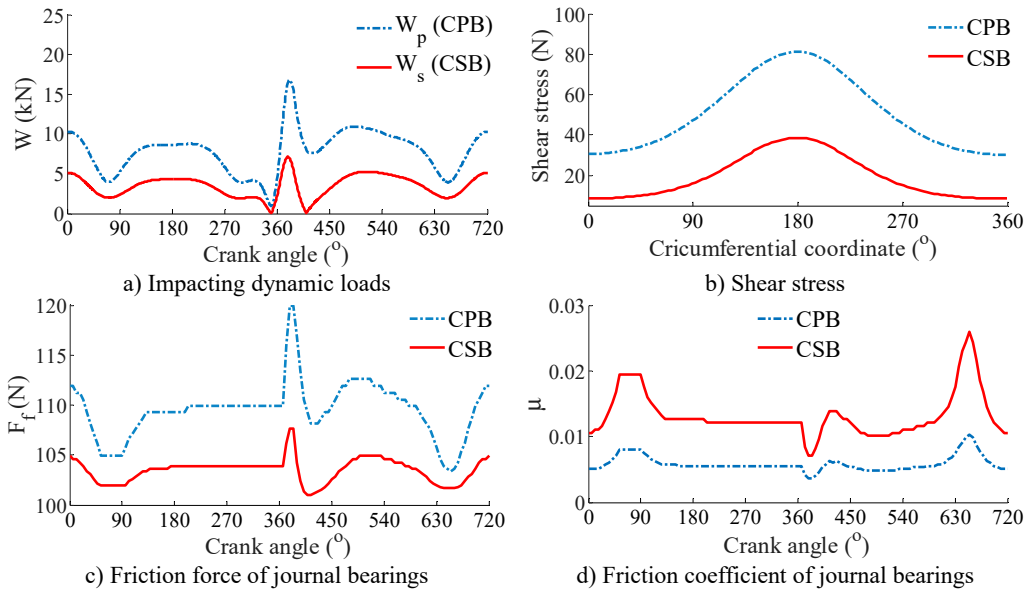 25
20
15
10
5
0
W (kN)
W_p (CPB)
W_s (CSB)
0 90 180 270 360 450 540 630 720
Crank angle (°)
a) Impacting dynamic loads
100
80
60
40
20
Shear stress (N)
CPB
CSB
0 90 180 270 360
Cricumferential coordinate (°)
b) Shear stress
120
115
110
105
100
F_f (N)
CPB
CSB
0 90 180 270 360 450 540 630 720
Crank angle (°)
c) Friction force of journal bearings
0.03
0.02
0.01
0
μ
CPB
CSB
0 90 180 270 360 450 540 630 720
Crank angle (°)
d) Friction coefficient of journal bearings